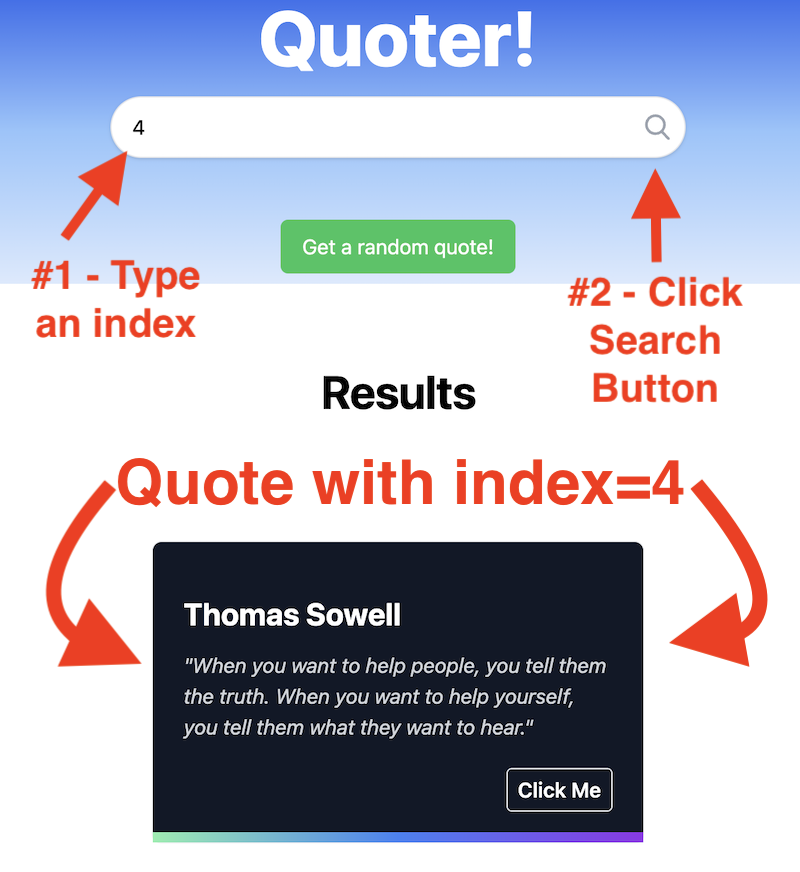 Quoter!
4
Get a random quote!
#1 - Type
an index
#2 - Click
Search
Button
Results
Quote with index=4
Thomas Sowell
"When you want to help people, you tell them
the truth. When you want to help yourself,
you tell them what they want to hear."
Click Me